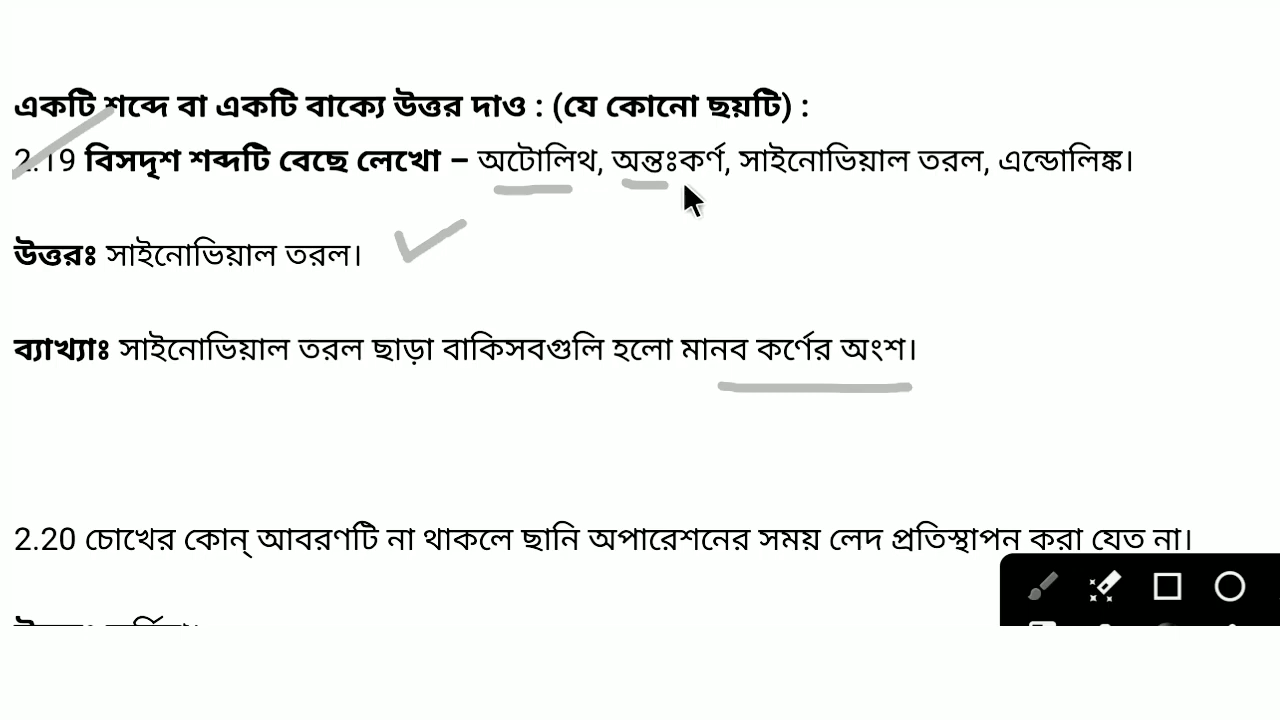 একটি শব্দে বা একটি বাক্যে উত্তর দাও : (যে কোনো ছয়টি) :
2.19 বিসদৃশ শব্দটি বেছে লেখো – অটোলিথ, অন্তঃকর্ণ, সাইনোভিয়াল তরল, এন্ডোলিঙ্ক।
উত্তরঃ সাইনোভিয়াল তরল।
ব্যাখ্যাঃ সাইনোভিয়াল তরল ছাড়া বাকিসবগুলি হলো মানব কর্ণের অংশ।
2.20 চোখের কোন্ আবরণটি না থাকলে ছানি অপারেশনের সময় লেদ প্রতিস্থাপন করা যেত না।